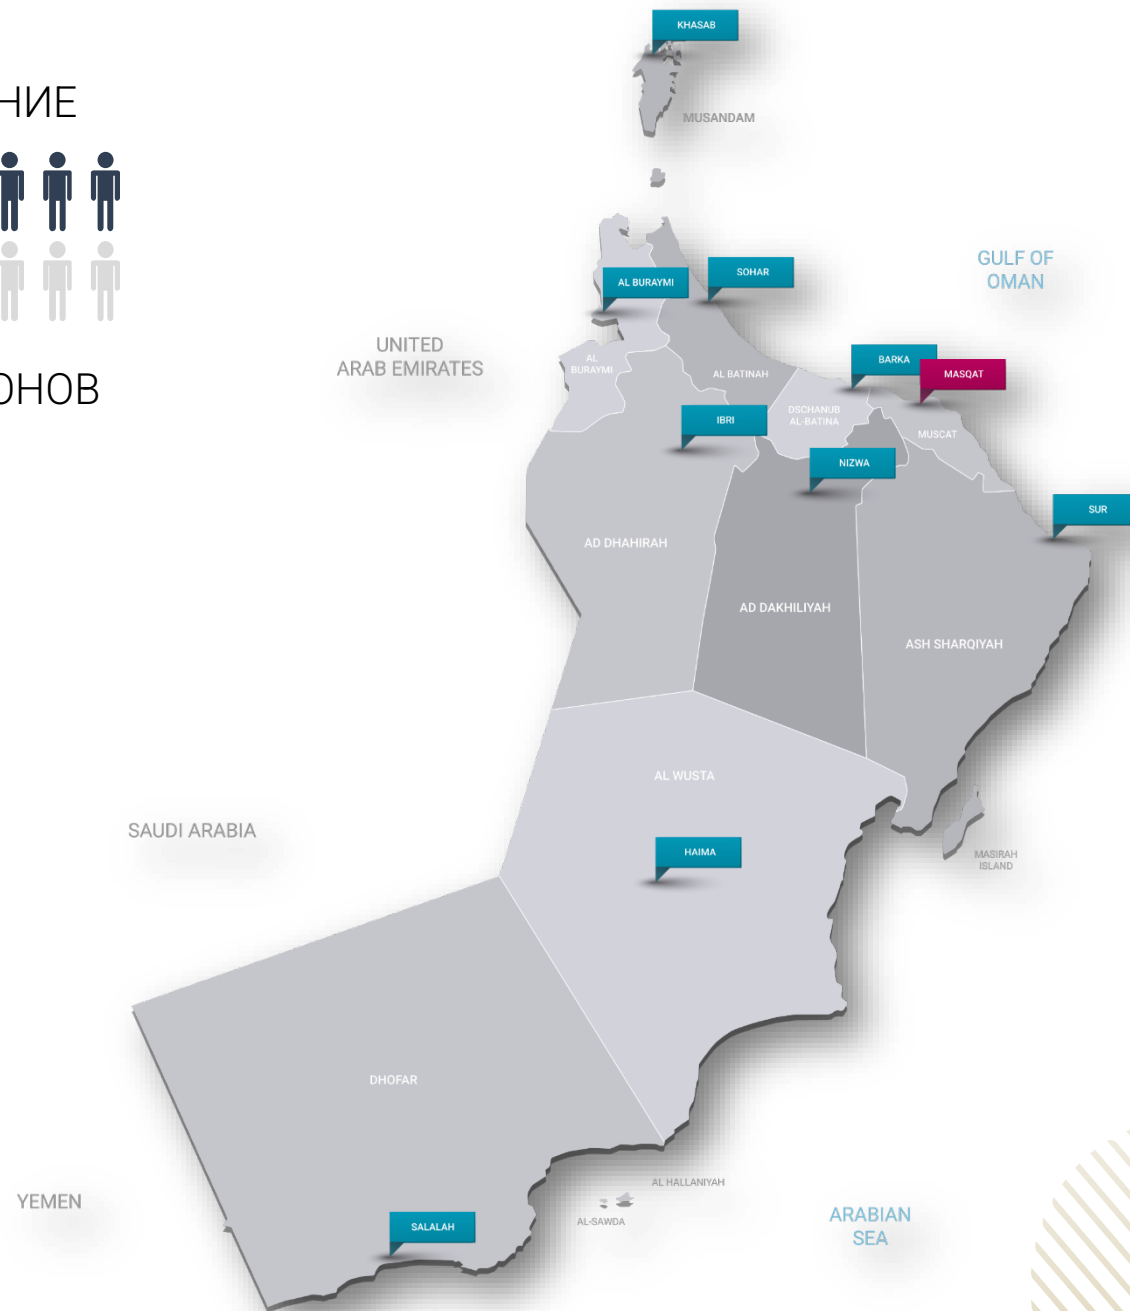 KHASAB
НИЕ
MUSANDAM
GULF OF
OMAN
AL BURAYMI
SOHAR
UNITED
ARAB EMIRATES
AL
BURAYMI
AL BATINAH
BARKA
MASQAT
ОНОВ
IBRI
DSCHANUB
AL-BATINA
MUSCAT
NIZWA
SUR
AD DHAHIRAH
AD DAKHILIYAH
ASH SHARQIYAH
AL WUSTA
SAUDI ARABIA
HAIMA
MASIRAH
ISLAND
DHOFAR
AL HALLANIYAH
YEMEN
AL-SAWDA
SALALAH
ARABIAN
SEA